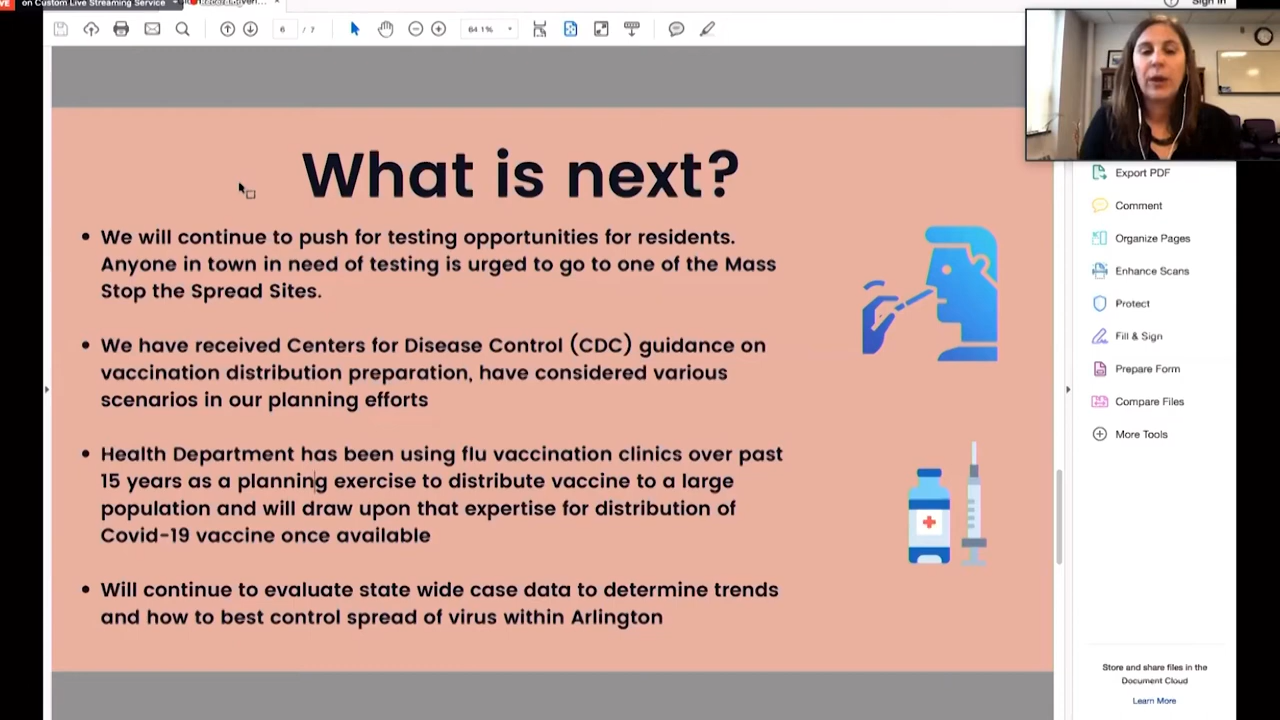 on Custom Live Streaming Service
Sign In
6 / 7
64.1%
What is next?
• We will continue to push for testing opportunities for residents.
Anyone in town in need of testing is urged to go to one of the Mass
Stop the Spread Sites.
• We have received Centers for Disease Control (CDC) guidance on
vaccination distribution preparation, have considered various
scenarios in our planning efforts
• Health Department has been using flu vaccination clinics over past
15 years as a planning exercise to distribute vaccine to a large
population and will draw upon that expertise for distribution of
Covid-19 vaccine once available
• Will continue to evaluate state wide case data to determine trends
and how to best control spread of virus within Arlington
Export PDF
Comment
Organize Pages
Enhance Scans
Protect
Fill & Sign
Prepare Form
Compare Files
More Tools
Store and share files in the
Document Cloud
Learn More